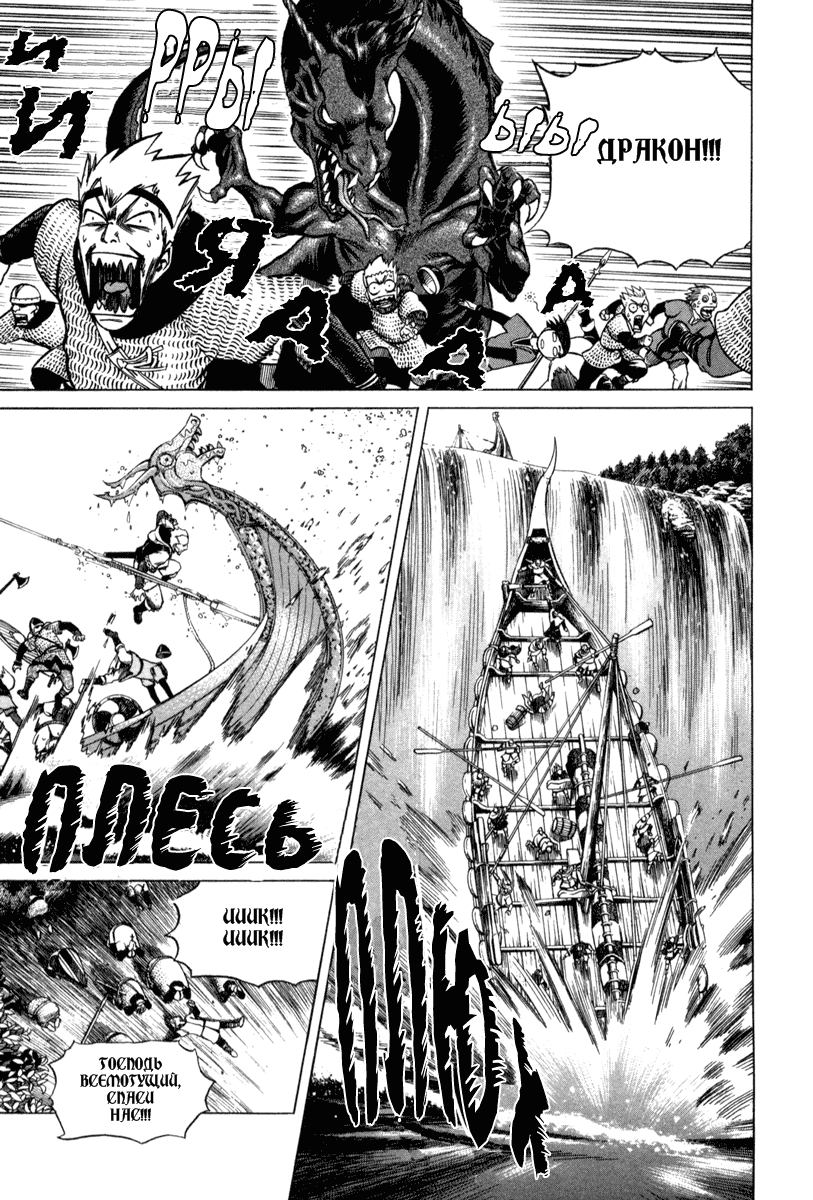 ДРАКОН!!!
РРЫ
ЫЫЫ
И
И
Я
А
А
А
ПЛЮХ
ПЛЕСЬ
ИИИК!!!
ИИИК!!!
ГОСПОДЬ
ВСЕМОГУЩИЙ,
СПАСИ
НАС!!!